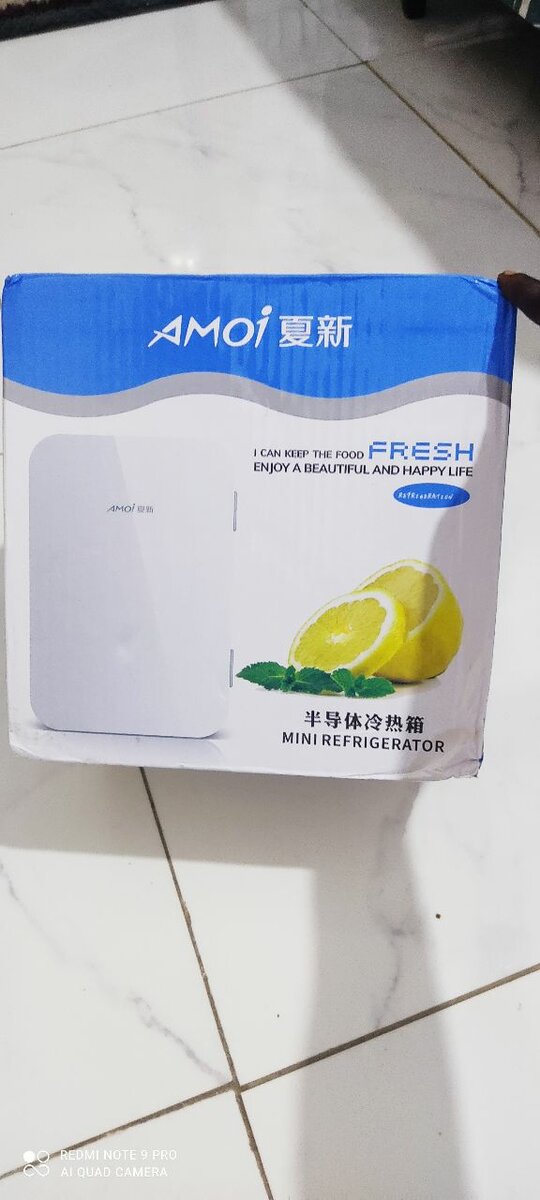 AMOi 夏新
I CAN KEEP THE FOOD FRESH
ENJOY A BEAUTIFUL AND HAPPY LIFE
REFRIGERATION
AMOi 夏新
半导体冷热箱
MINI REFRIGERATOR
REDMI NOTE 9 PRO
AI QUAD CAMERA